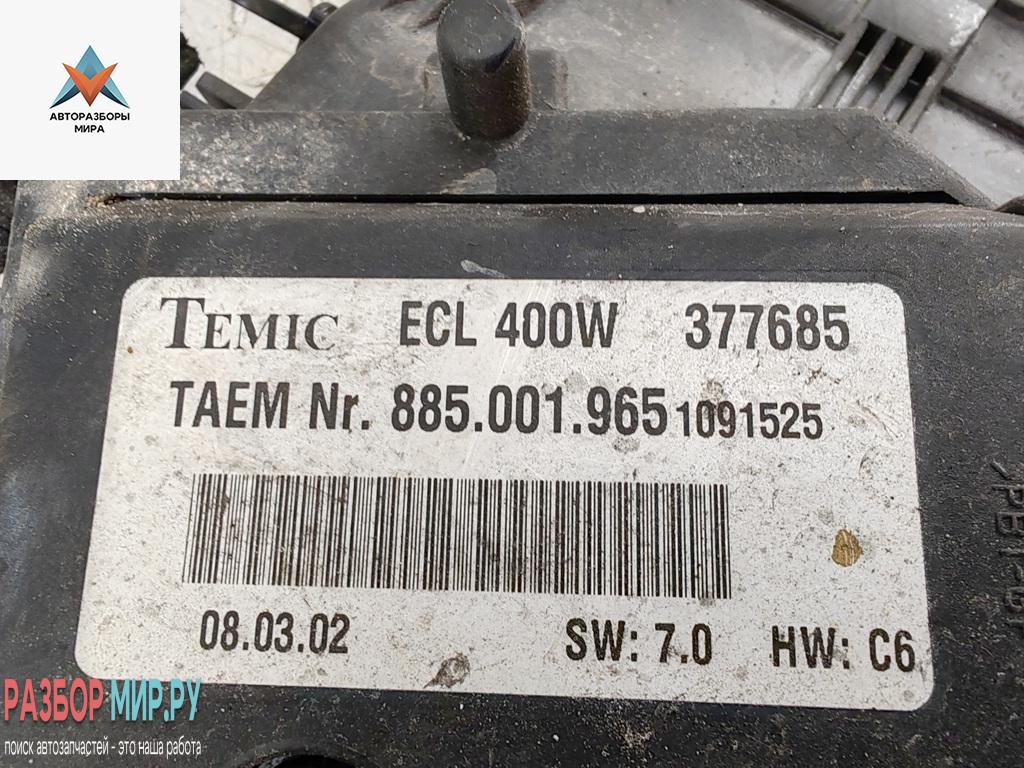 АВТОРАЗБОРЫ
МИРА
TEMIC ECL 400W 377685
TAEM Nr. 885.001.965 1091525
08.03.02 SW: 7.0 HW: C6
РАЗБОР МИР.РУ
поиск автозапчастей - это наша работа